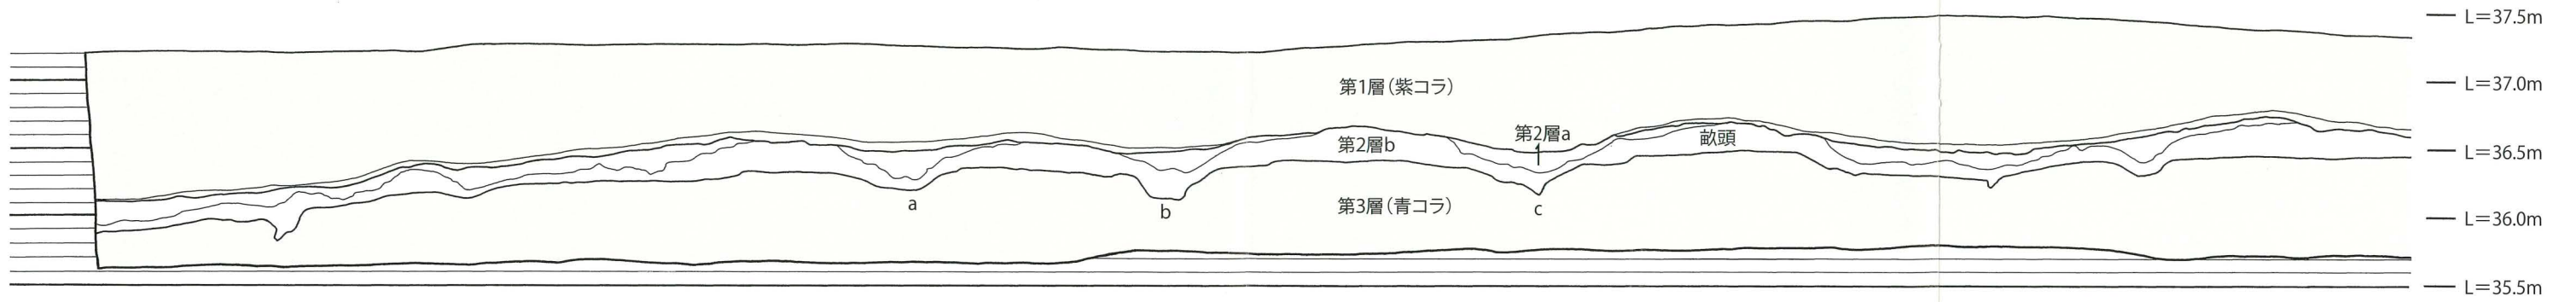 L=37.5m
第1層（紫コラ）
L=37.0m
第2層a
第2層b
畝頭
L=36.5m
a
b
第3層（青コラ）
c
L=36.0m
L=35.5m